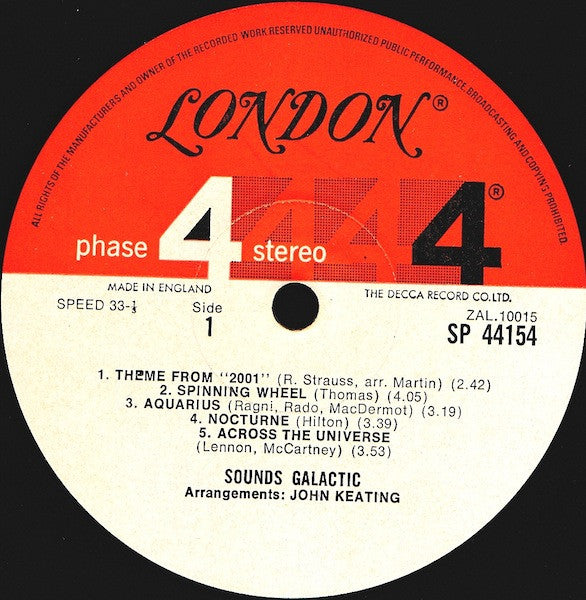 ALL RIGHTS OF THE MANUFACTURERS AND OWNER OF THE RECORDED WORK RESERVED UNAUTHORIZED PUBLIC PERFORMANCE, BROADCASTING AND COPYING PROHIBITED.
LONDON®
phase 4 stereo 4 4 4 4®
MADE IN ENGLAND
THE DECCA RECORD CO. LTD.
SPEED 33-⅓
Side
1
ZAL.10015
SP 44154
1. THEME FROM "2001" (R. Strauss, arr. Martin) (2.42)
2. SPINNING WHEEL (Thomas) (4.05)
3. AQUARIUS (Ragni, Rado, MacDermot) (3.19)
4. NOCTURNE (Hilton) (3.39)
5. ACROSS THE UNIVERSE
(Lennon, McCartney) (3.53)
SOUNDS GALACTIC
Arrangements: JOHN KEATING